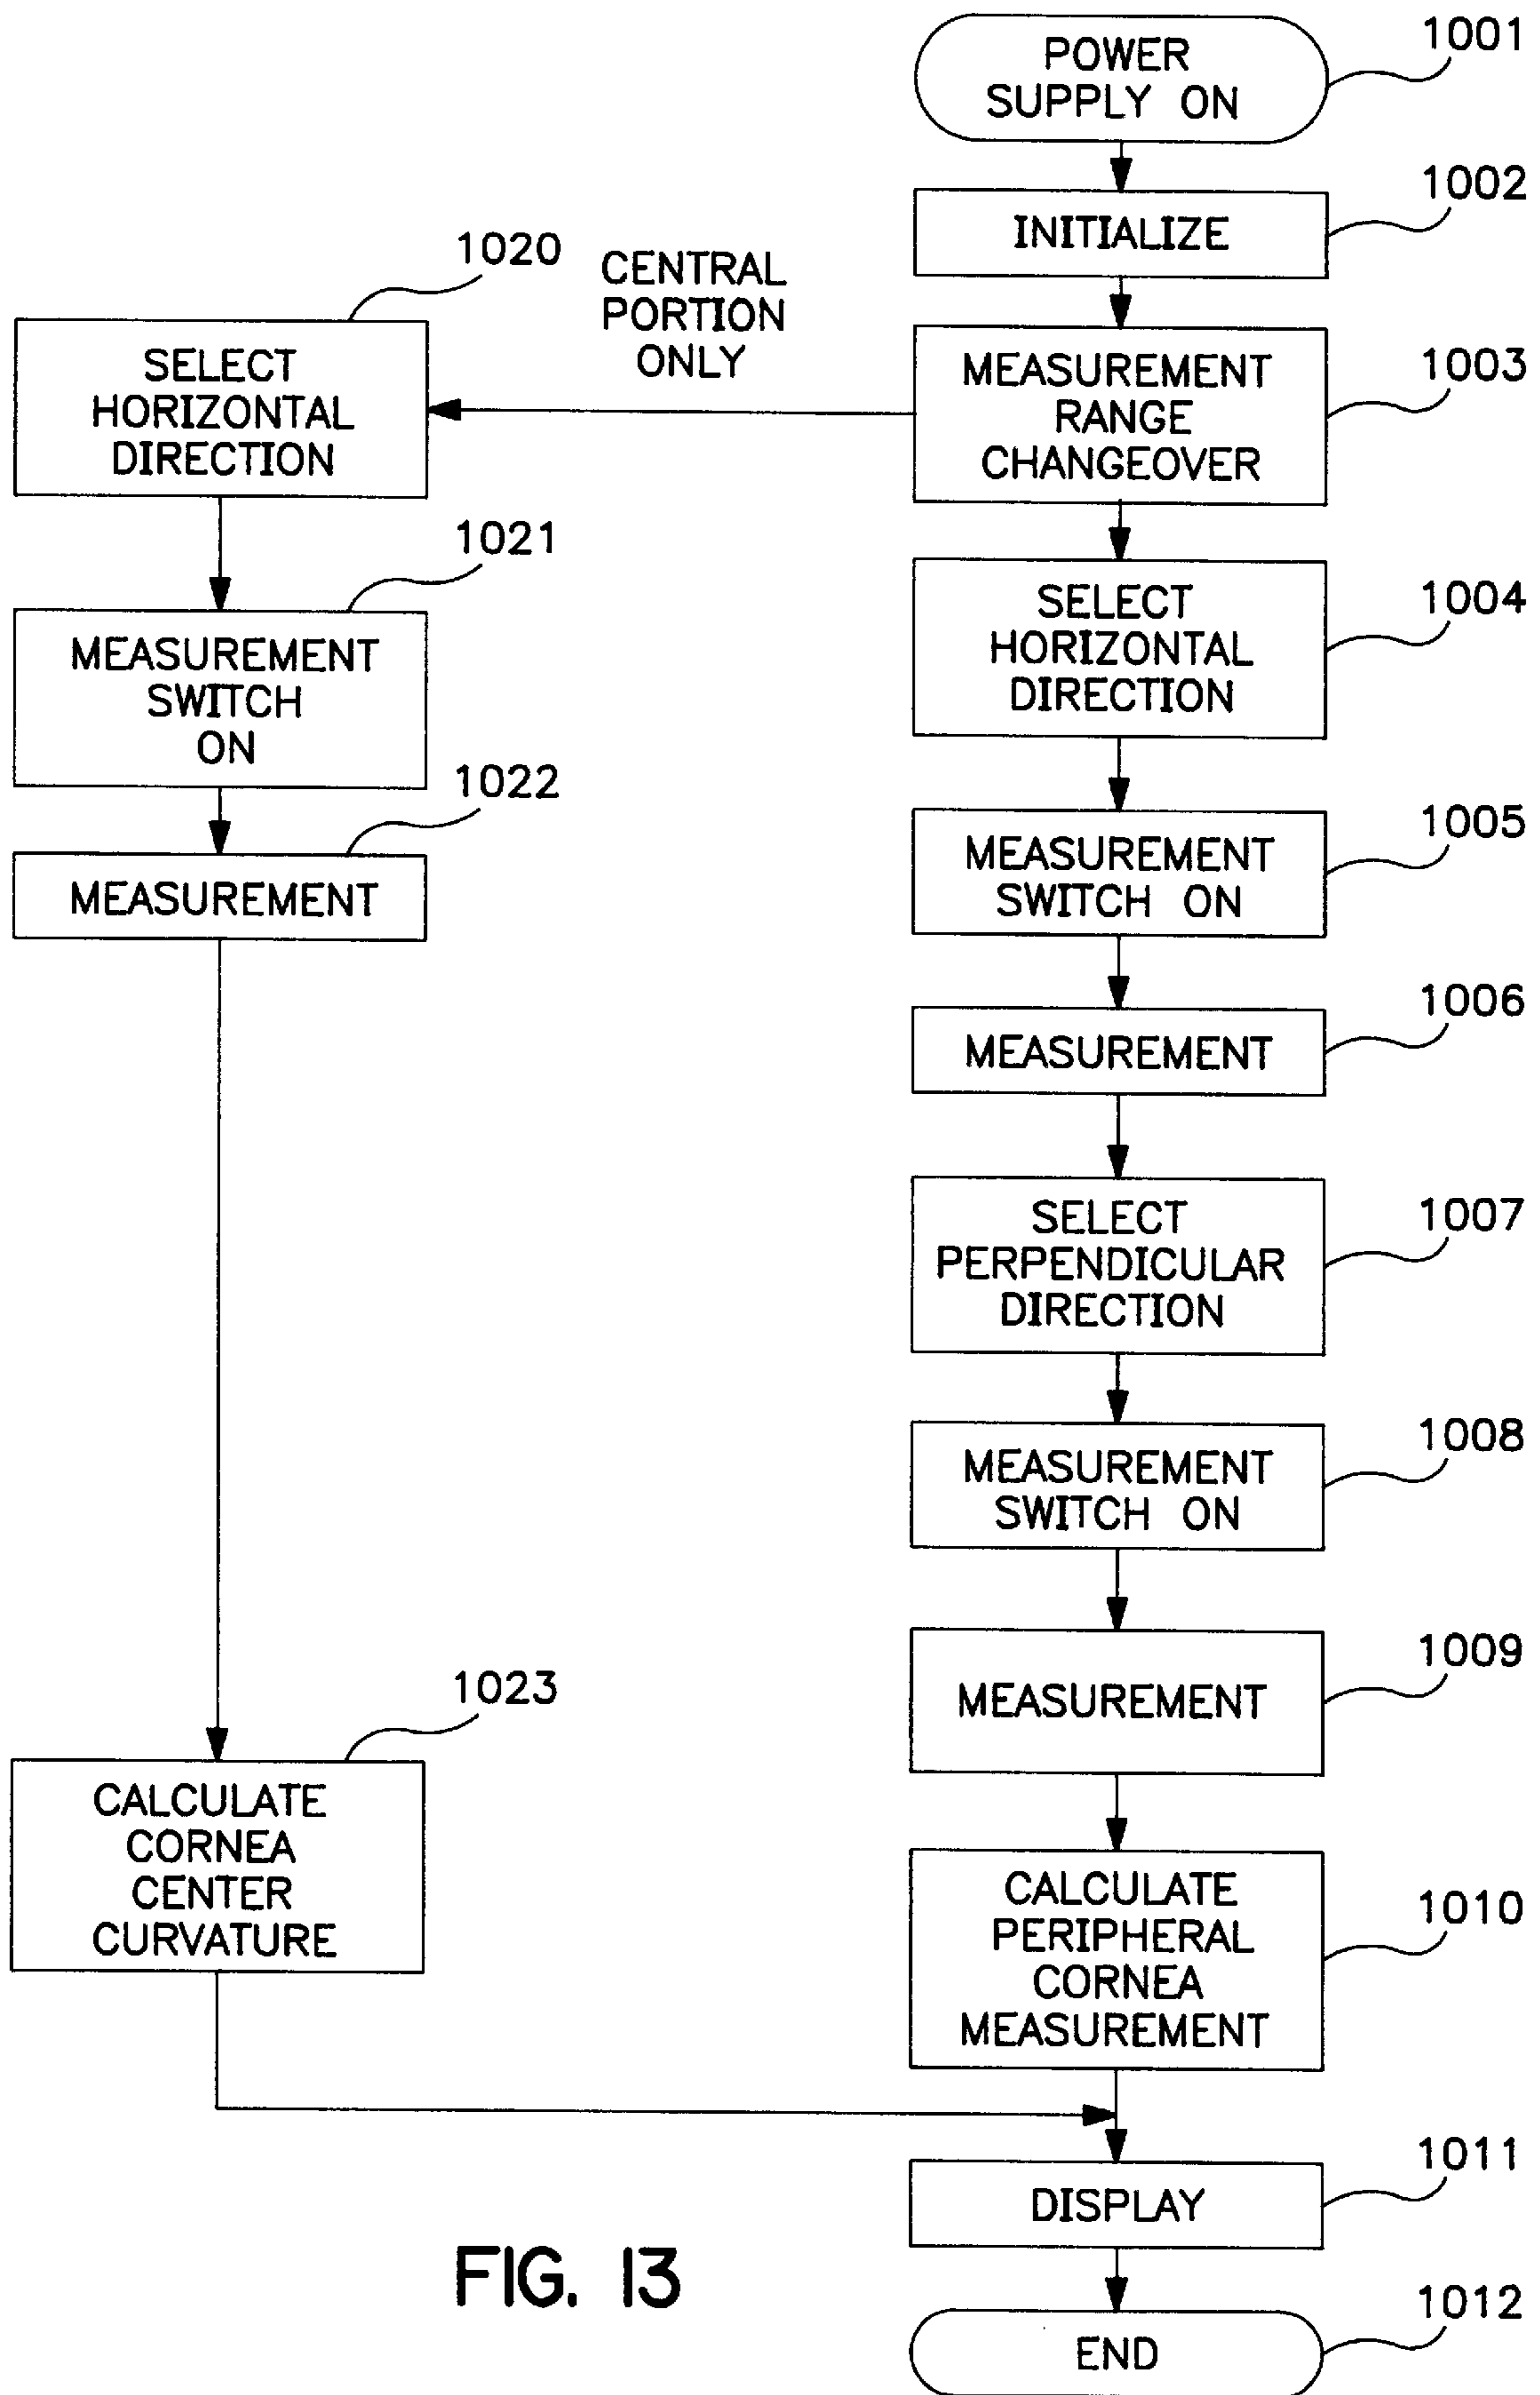 POWER
SUPPLY ON
1001
INITIALIZE
1002
MEASUREMENT
RANGE
CHANGEOVER
1003
CENTRAL
PORTION
ONLY
1020
SELECT
HORIZONTAL
DIRECTION
1021
MEASUREMENT
SWITCH
ON
1022
MEASUREMENT
1023
CALCULATE
CORNEA
CENTER
CURVATURE
SELECT
HORIZONTAL
DIRECTION
1004
MEASUREMENT
SWITCH ON
1005
MEASUREMENT
1006
SELECT
PERPENDICULAR
DIRECTION
1007
MEASUREMENT
SWITCH ON
1008
MEASUREMENT
1009
CALCULATE
PERIPHERAL
CORNEA
MEASUREMENT
1010
DISPLAY
1011
END
1012
FIG. 13